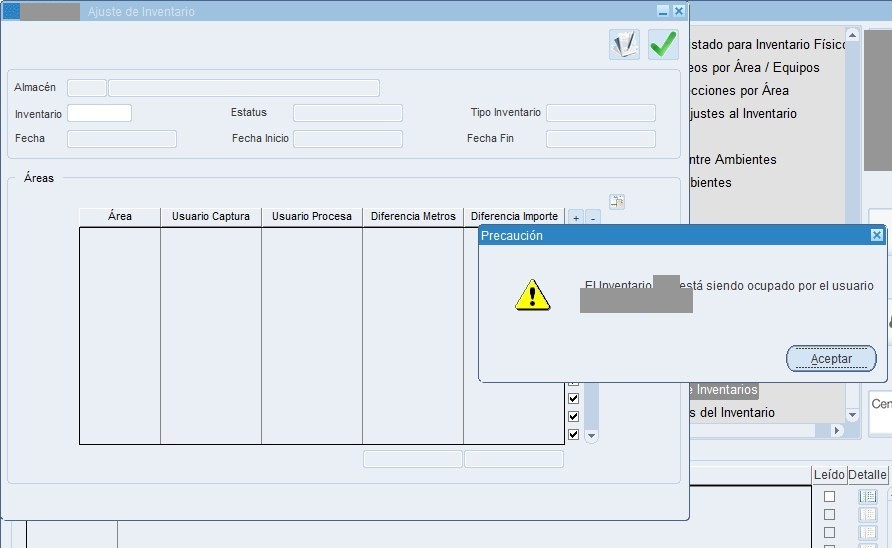 Ajuste de Inventario
Almacén
Inventario Estatus Tipo Inventario
Fecha Fecha Inicio Fecha Fin
Áreas
Área Usuario Captura Usuario Procesa Diferencia Metros Diferencia Importe + -
stado para Inventario Físico
eos por Área / Equipos
ecciones por Área
justes al Inventario
ntre Ambientes
bientes
Precaución
El Inventario está siendo ocupado por el usuario
Aceptar
e Inventarios
s del Inventario
Cen
Leído Detalle